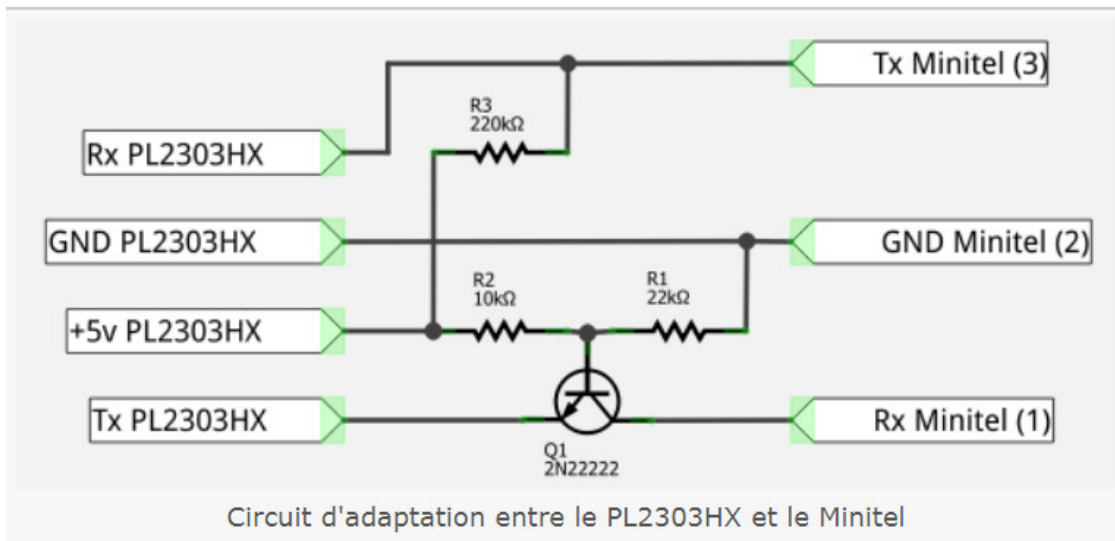 Tx Minitel (3)
R3
220kΩ
Rx PL2303HX
GND PL2303HX
GND Minitel (2)
R2
10kΩ
R1
22kΩ
+5v PL2303HX
Tx PL2303HX
Rx Minitel (1)
Q1
2N22222
Circuit d'adaptation entre le PL2303HX et le Minitel